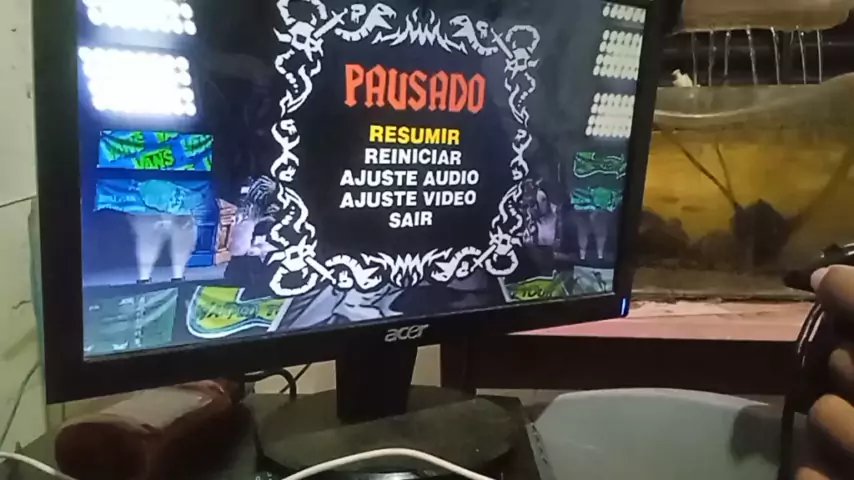 PAUSADO
RESUMIR
REINICIAR
AJUSTE AUDIO
AJUSTE VIDEO
SAIR
VANS
acer